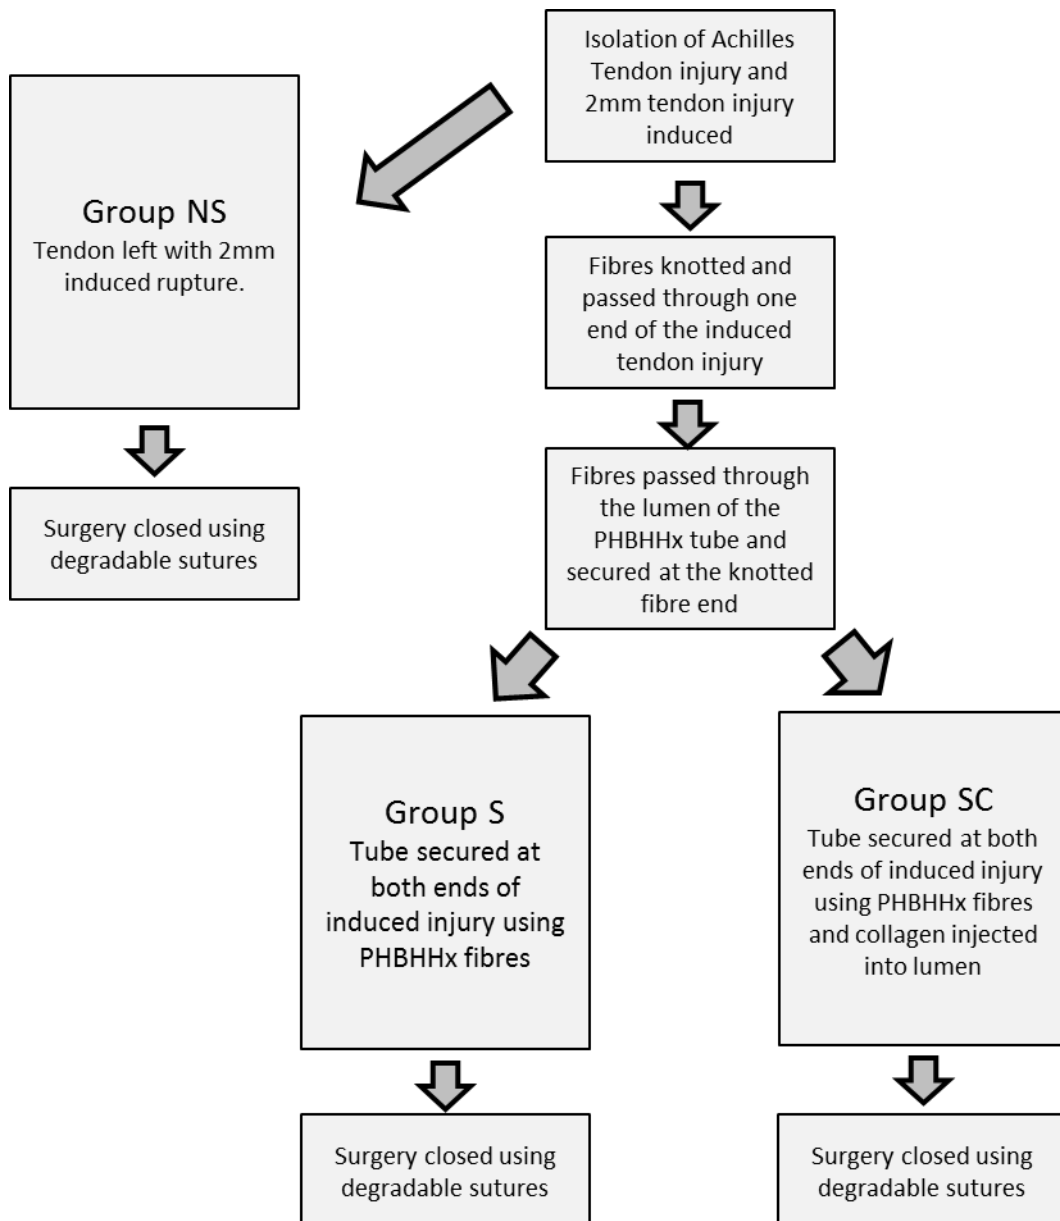 Isolation of Achilles
Tendon injury and
2mm tendon injury
induced
Group NS
Tendon left with 2mm
induced rupture.
Surgery closed using
degradable sutures
Fibres knotted and
passed through one
end of the induced
tendon injury
Fibres passed through
the lumen of the
PHBHHx tube and
secured at the knotted
fibre end
Group S
Tube secured at
both ends of
induced injury using
PHBHHx fibres
Surgery closed using
degradable sutures
Group SC
Tube secured at both
ends of induced injury
using PHBHHx fibres
and collagen injected
into lumen
Surgery closed using
degradable sutures